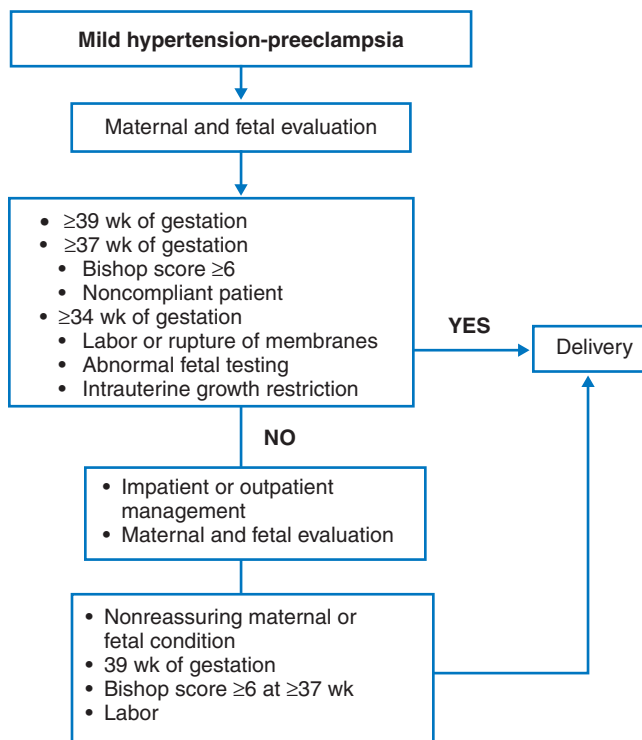 Mild hypertension-preeclampsia
Maternal and fetal evaluation
• ≥39 wk of gestation
• ≥37 wk of gestation
• Bishop score ≥6
• Noncompliant patient
• ≥34 wk of gestation
• Labor or rupture of membranes
• Abnormal fetal testing
• Intrauterine growth restriction
YES
Delivery
NO
• Impatient or outpatient
management
• Maternal and fetal evaluation
• Nonreassuring maternal or
fetal condition
• 39 wk of gestation
• Bishop score ≥6 at ≥37 wk
• Labor